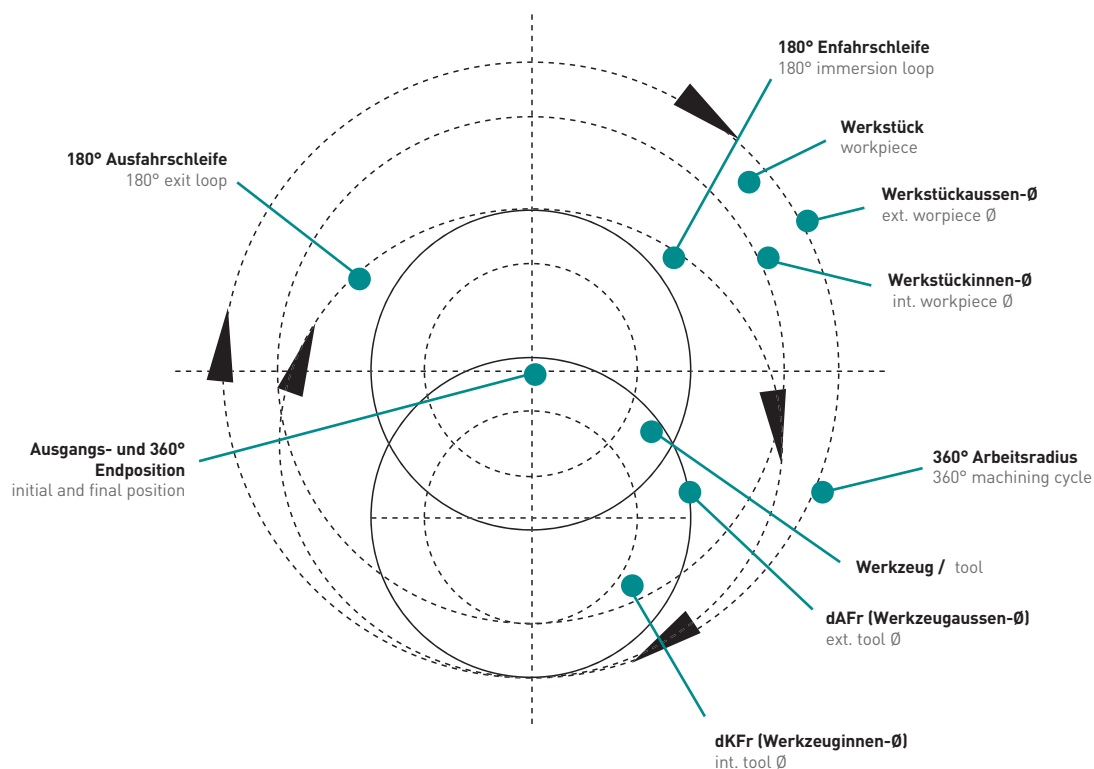 180° Enfahrschleife
180° immersion loop
Werkstück
workpiece
180° Ausfahrschleife
180° exit loop
Werkstückaussen-Ø
ext. worpiece Ø
Werkstückinnen-Ø
int. workpiece Ø
Ausgangs- und 360°
Endposition
initial and final position
360° Arbeitsradius
360° machining cycle
Werkzeug / tool
dAFr (Werkzeugaussen-Ø)
ext. tool Ø
dKFr (Werkzeuginnen-Ø)
int. tool Ø